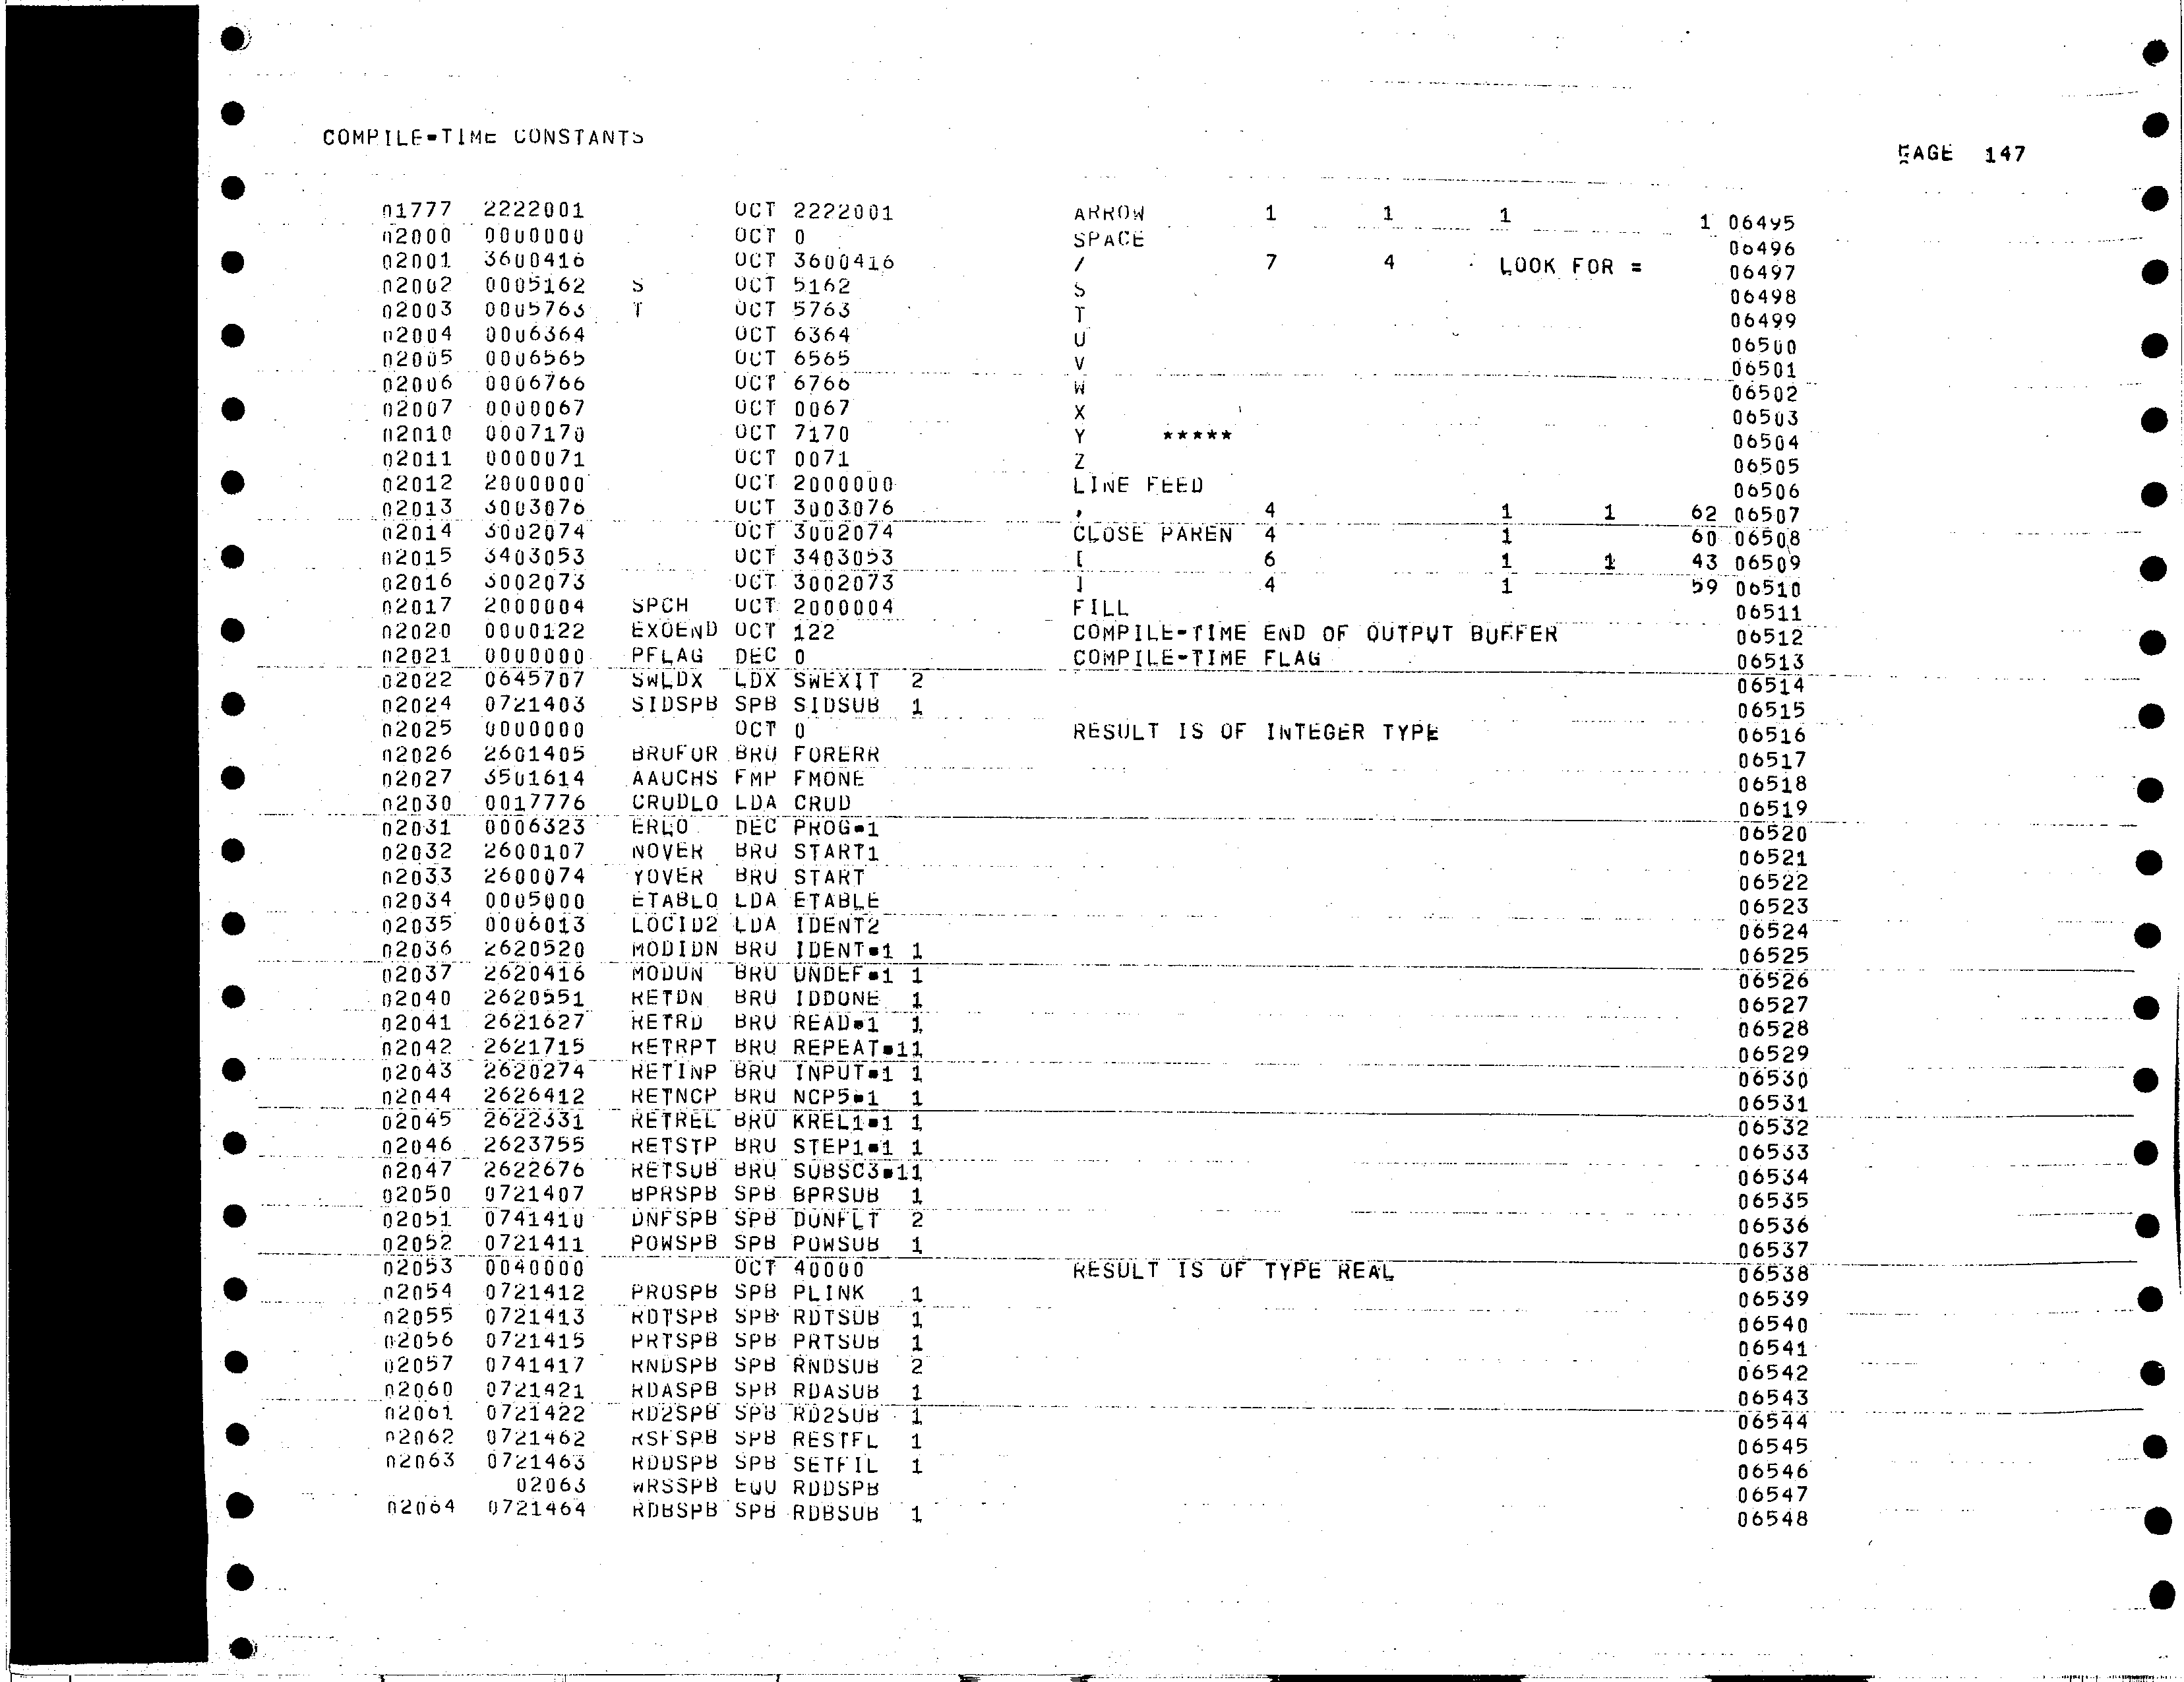 COMPILE-TIME CONSTANTS
PAGE 147
01777 2222001 OCT 2222001 ARROW 1 1 1 1 06495
02000 0000000 OCT 0 SPACE 06496
02001 3600416 OCT 3600416 / 7 4 LOOK FOR = 06497
02002 0005162 S OCT 5162 S 06498
02003 0005763 T OCT 5763 T 06499
02004 0006364 OCT 6364 U 06500
02005 0006565 OCT 6565 V 06501
02006 0006766 OCT 6766 W 06502
02007 0000067 OCT 0067 X 06503
02010 0007170 OCT 7170 Y ***** 06504
02011 0000071 OCT 0071 Z 06505
02012 2000000 OCT 2000000 LINE FEED 06506
02013 3003076 OCT 3003076 , 4 1 1 62 06507
02014 3002074 OCT 3002074 CLOSE PAREN 4 1 60 06508
02015 3403053 OCT 3403053 [ 6 1 1 43 06509
02016 3002073 OCT 3002073 ] 4 1 59 06510
02017 2000004 SPCH OCT 2000004 FILL 06511
02020 0000122 EXOEND OCT 122 COMPILE-TIME END OF OUTPUT BUFFER 06512
02021 0000000 PFLAG DEC 0 COMPILE-TIME FLAG 06513
02022 0645707 SWLDX LDX SWEXIT 2 06514
02024 0721403 SIDSPB SPB SIDSUB 1 06515
02025 0000000 OCT 0 RESULT IS OF INTEGER TYPE 06516
02026 2601405 BRUFOR BRU FORERR 06517
02027 3501614 AAUCHS FMP FMONE 06518
02030 0017776 CRUDLO LDA CRUD 06519
02031 0006323 ERLO DEC PROG-1 06520
02032 2600107 NOVER BRU START1 06521
02033 2600074 YOVER BRU START 06522
02034 0005000 ETABLO LDA ETABLE 06523
02035 0006013 LOCID2 LDA IDENT2 06524
02036 2620520 MODIDN BRU IDENT-1 1 06525
02037 2620416 MODUN BRU UNDEF-1 1 06526
02040 2620551 RETDN BRU IDDONE 1 06527
02041 2621627 RETRD BRU READ-1 1 06528
02042 2621715 RETRPT BRU REPEAT-11 06529
02043 2620274 RETINP BRU INPUT-1 1 06530
02044 2626412 RETNCP BRU NCP5-1 1 06531
02045 2622331 RETREL BRU KREL1-1 1 06532
02046 2623755 RETSTP BRU STEP1-1 1 06533
02047 2622676 RETSUB BRU SUBSC3-11 06534
02050 0721407 BPRSPB SPB BPRSUB 1 06535
02051 0741410 DNFSPB SPB DUNFLT 2 06536
02052 0721411 POWSPB SPB POWSUB 1 06537
02053 0040000 OCT 40000 RESULT IS OF TYPE REAL 06538
02054 0721412 PROSPB SPB PLINK 1 06539
02055 0721413 RDTSPB SPB RDTSUB 1 06540
02056 0721415 PRTSPB SPB PRTSUB 1 06541
02057 0741417 RNDSPB SPB RNDSUB 2 06542
02060 0721421 RDASPB SPB RDASUB 1 06543
02061 0721422 RD2SPB SPB RD2SUB 1 06544
02062 0721462 RSFSPB SPB RESTFL 1 06545
02063 0721463 RDDSPB SPB SETFIL 1 06546
02063 WRSSPB EQU RDDSPB 06547
02064 0721464 RDBSPB SPB RDBSUB 1 06548